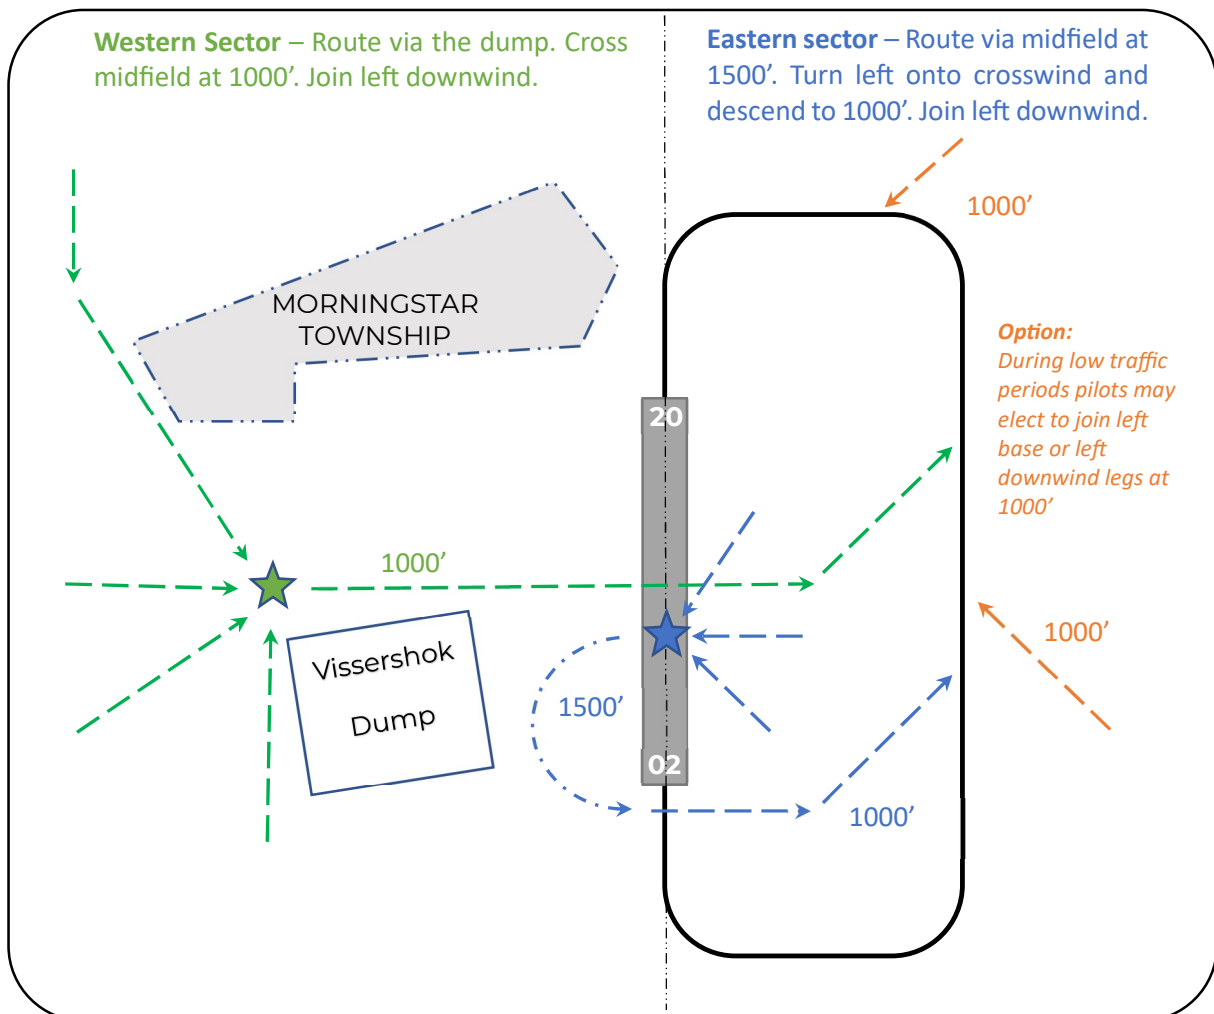 Western Sector – Route via the dump. Cross
midfield at 1000’. Join left downwind.
Eastern sector – Route via midfield at
1500’. Turn left onto crosswind and
descend to 1000’. Join left downwind.
1000’
MORNINGSTAR
TOWNSHIP
Option:
During low traffic
periods pilots may
elect to join left
base or left
downwind legs at
1000’
20
1000’
1000’
Vissershok
Dump
1500’
02
1000’